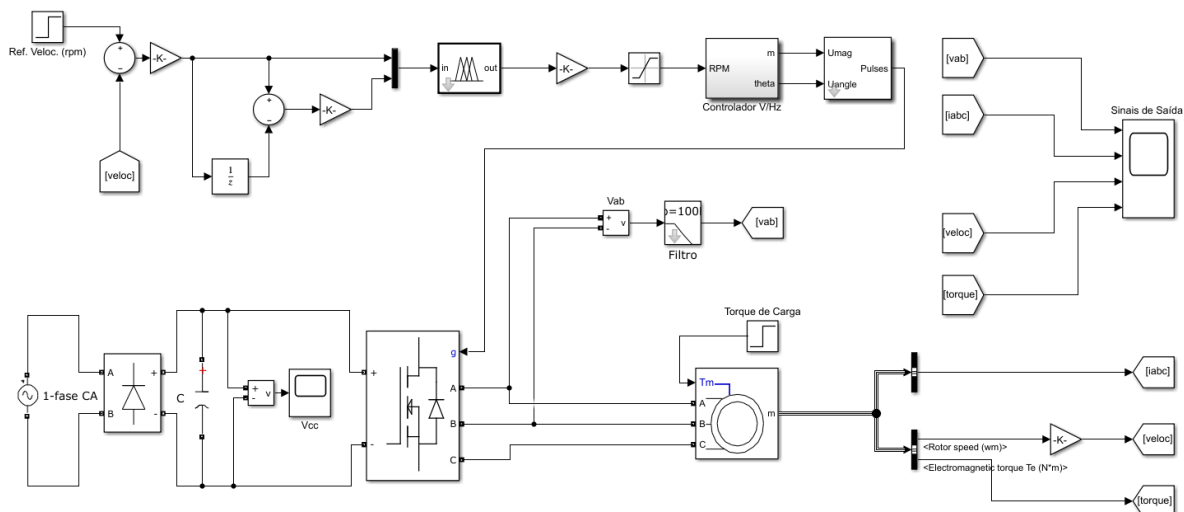 Ref. Veloc. (rpm)
+
−
-K-
[veloc]
1
z
+
−
-K-
in out
-K-
RPM m
theta
Controlador V/Hz
Umag
Uangle
Pulses
[vab]
[iabc]
[veloc]
[torque]
Sinais de Saída
Vab
+
-
v
Filtro
[vab]
1-fase CA
A +
B -
C
+
+
-
v
Vcc
+
-
g
A
B
C
Torque de Carga
Tm
A
B
C
m
[iabc]
<Rotor speed (wm)>
-K-
[veloc]
<Electromagnetic torque Te (N*m)>
[torque]